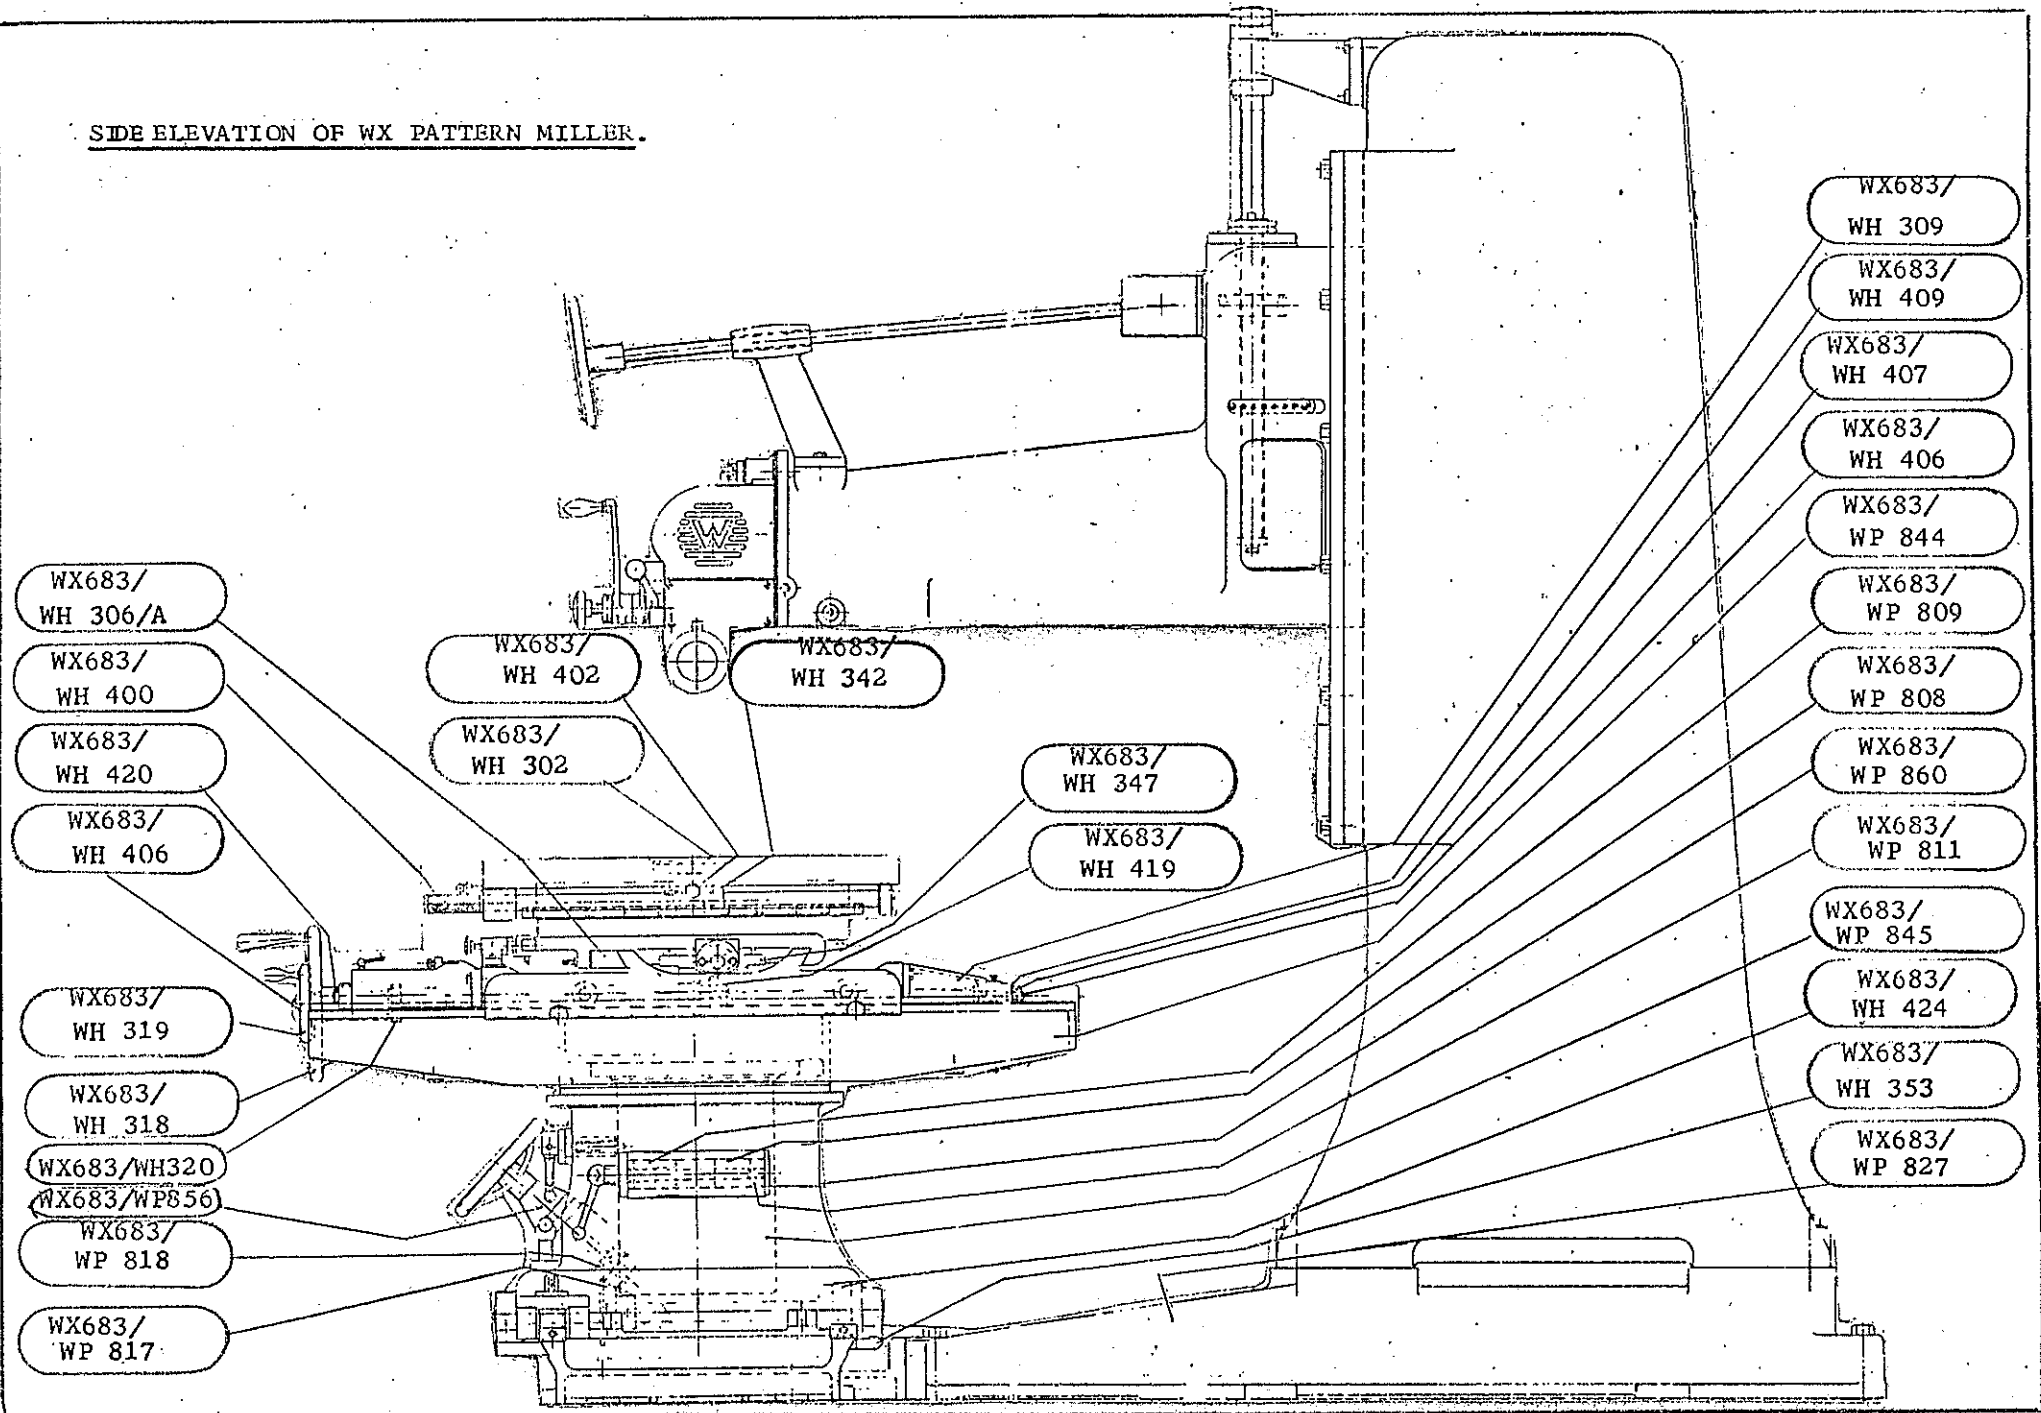 SIDE ELEVATION OF WX PATTERN MILLER.
WX683/
WH 306/A
WX683/
WH 400
WX683/
WH 420
WX683/
WH 406
WX683/
WH 319
WX683/
WH 318
WX683/WH320
WX683/WP856
WX683/
WP 818
WX683/
WP 817
W
WX683/
WH 402
WX683/
WH 342
WX683/
WH 302
WX683/
WH 347
WX683/
WH 419
WX683/
WH 309
WX683/
WH 409
WX683/
WH 407
WX683/
WH 406
WX683/
WP 844
WX683/
WP 809
WX683/
WP 808
WX683/
WP 860
WX683/
WP 811
WX683/
WP 845
WX683/
WH 424
WX683/
WH 353
WX683/
WP 827